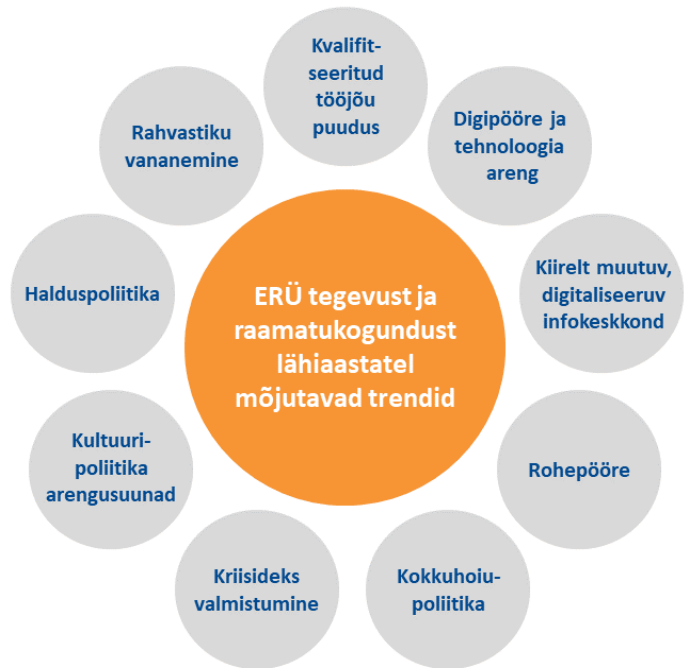 Kvalifit-
seeritud
tööjõu
puudus
Digipööre ja
tehnoloogia
areng
Kiirelt muutuv,
digitaliseeruv
infokeskkond
Rohepööre
Kokkuhoiu-
poliitika
Kriisideks
valmistumine
Kultuuri-
poliitika
arengusuunad
Halduspoliitika
Rahvastiku
vananemine
ERÜ tegevust ja
raamatukogundust
lähiaastatel
mõjutavad trendid